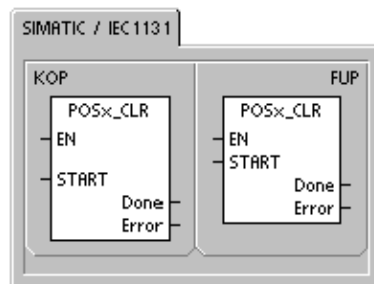 SIMATIC / IEC1131
KOP
POSx_CLR
EN
START
Done
Error
FUP
POSx_CLR
EN
START
Done
Error